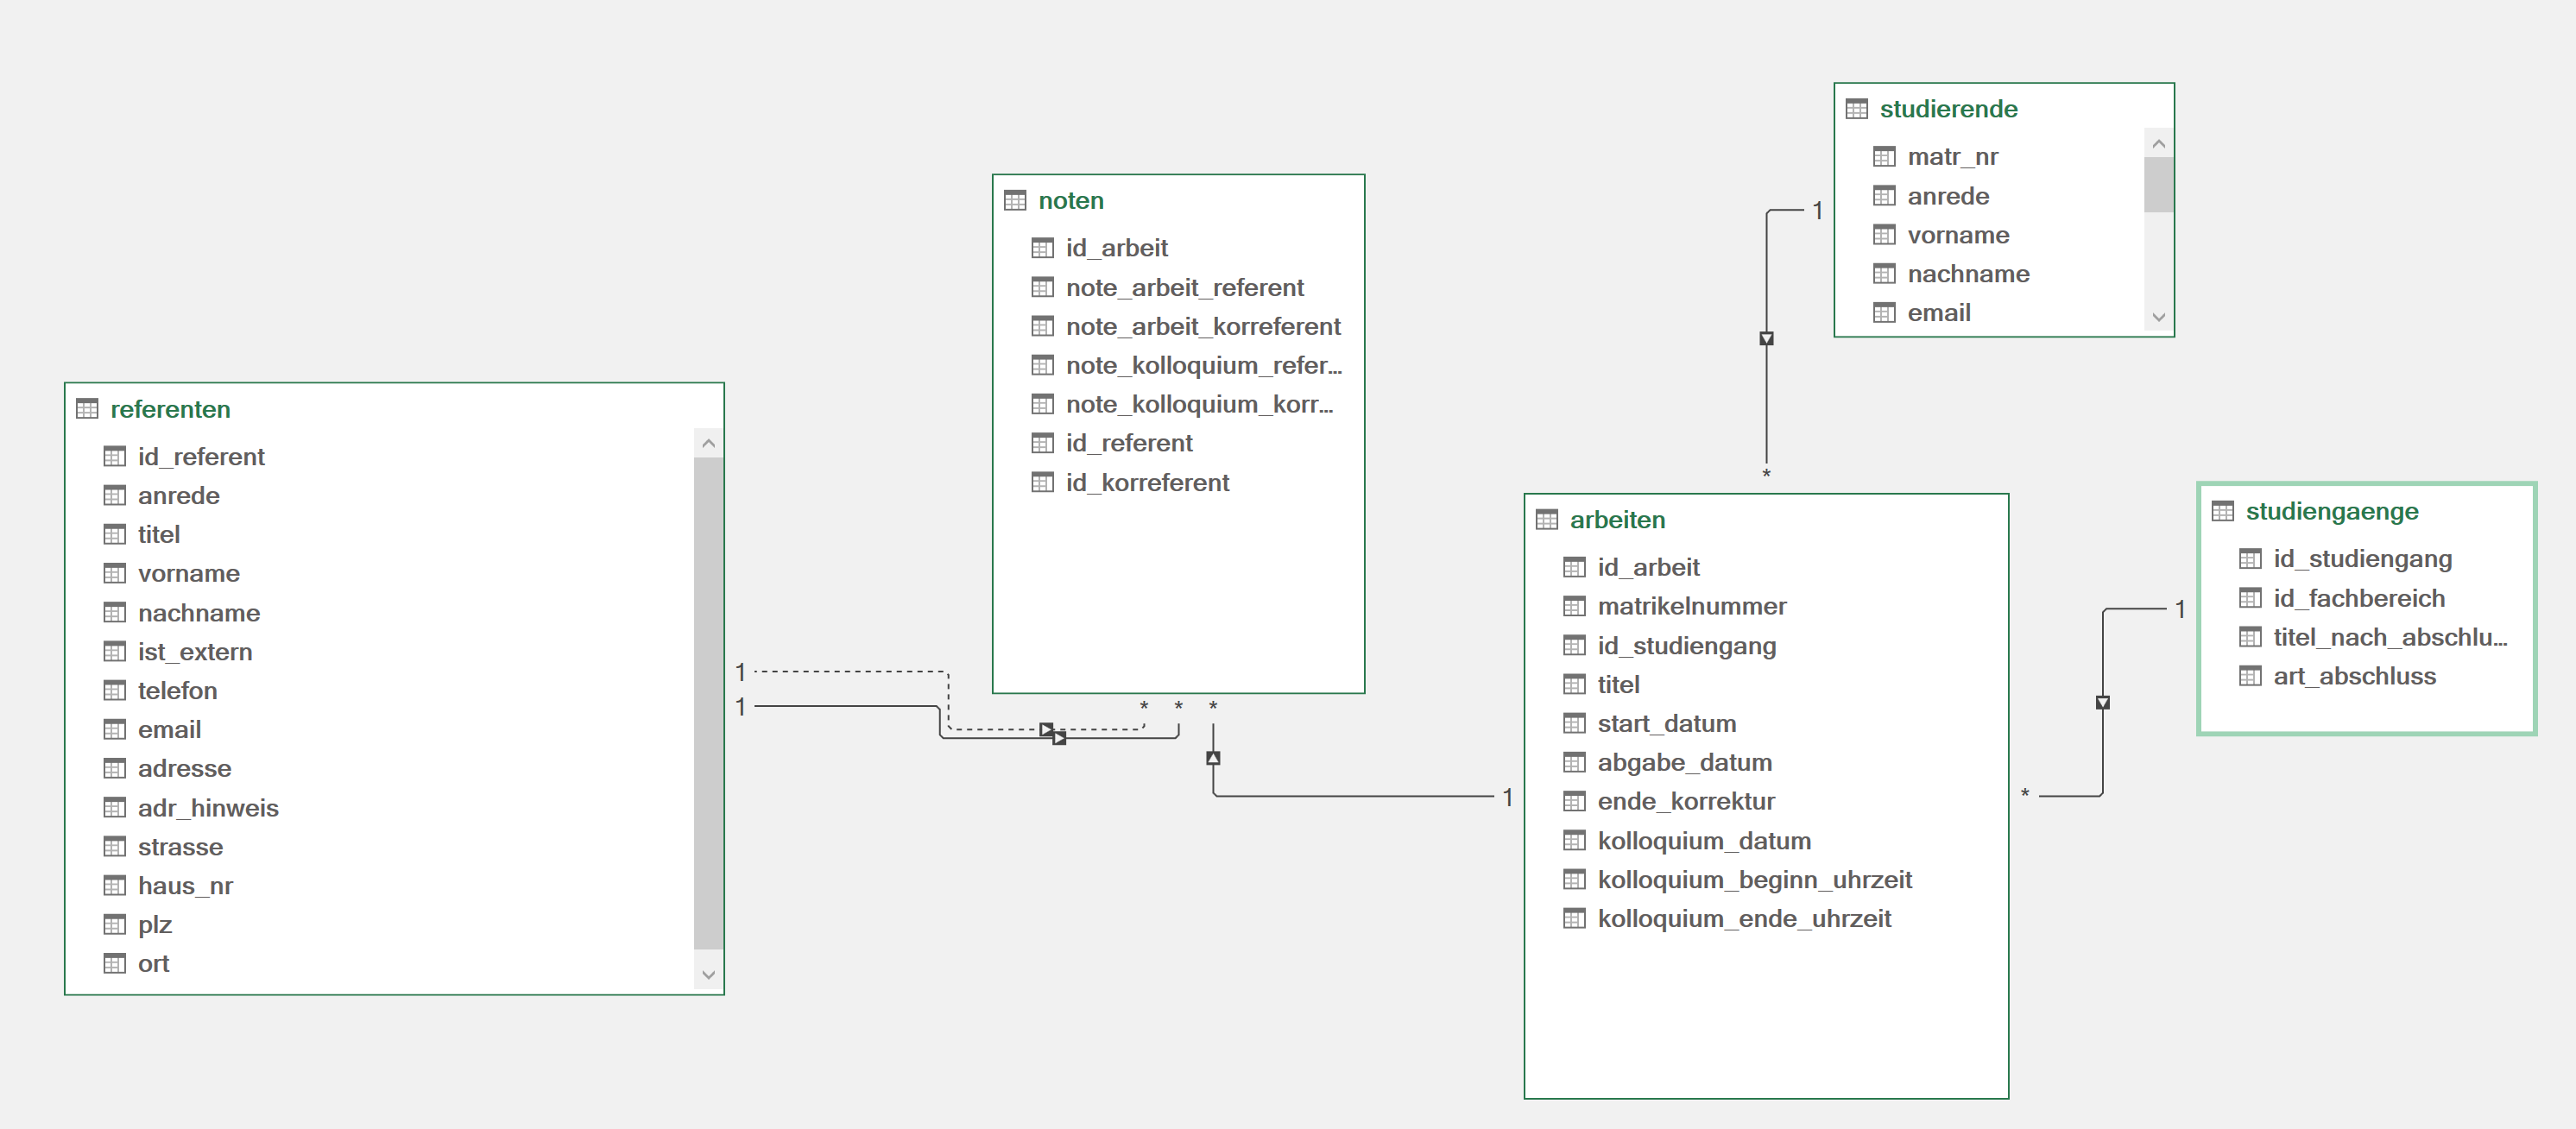 studierende
matr_nr
anrede
vorname
nachname
email
noten
id_arbeit
note_arbeit_referent
note_arbeit_korreferent
note_kolloquium_refer...
note_kolloquium_korr...
id_referent
id_korreferent
referenten
id_referent
anrede
titel
vorname
nachname
ist_extern
telefon
email
adresse
adr_hinweis
strasse
haus_nr
plz
ort
arbeiten
id_arbeit
matrikelnummer
id_studiengang
titel
start_datum
abgabe_datum
ende_korrektur
kolloquium_datum
kolloquium_beginn_uhrzeit
kolloquium_ende_uhrzeit
studiengaenge
id_studiengang
id_fachbereich
titel_nach_abschlu...
art_abschluss
1
*
1
1
* * *
1
1
*